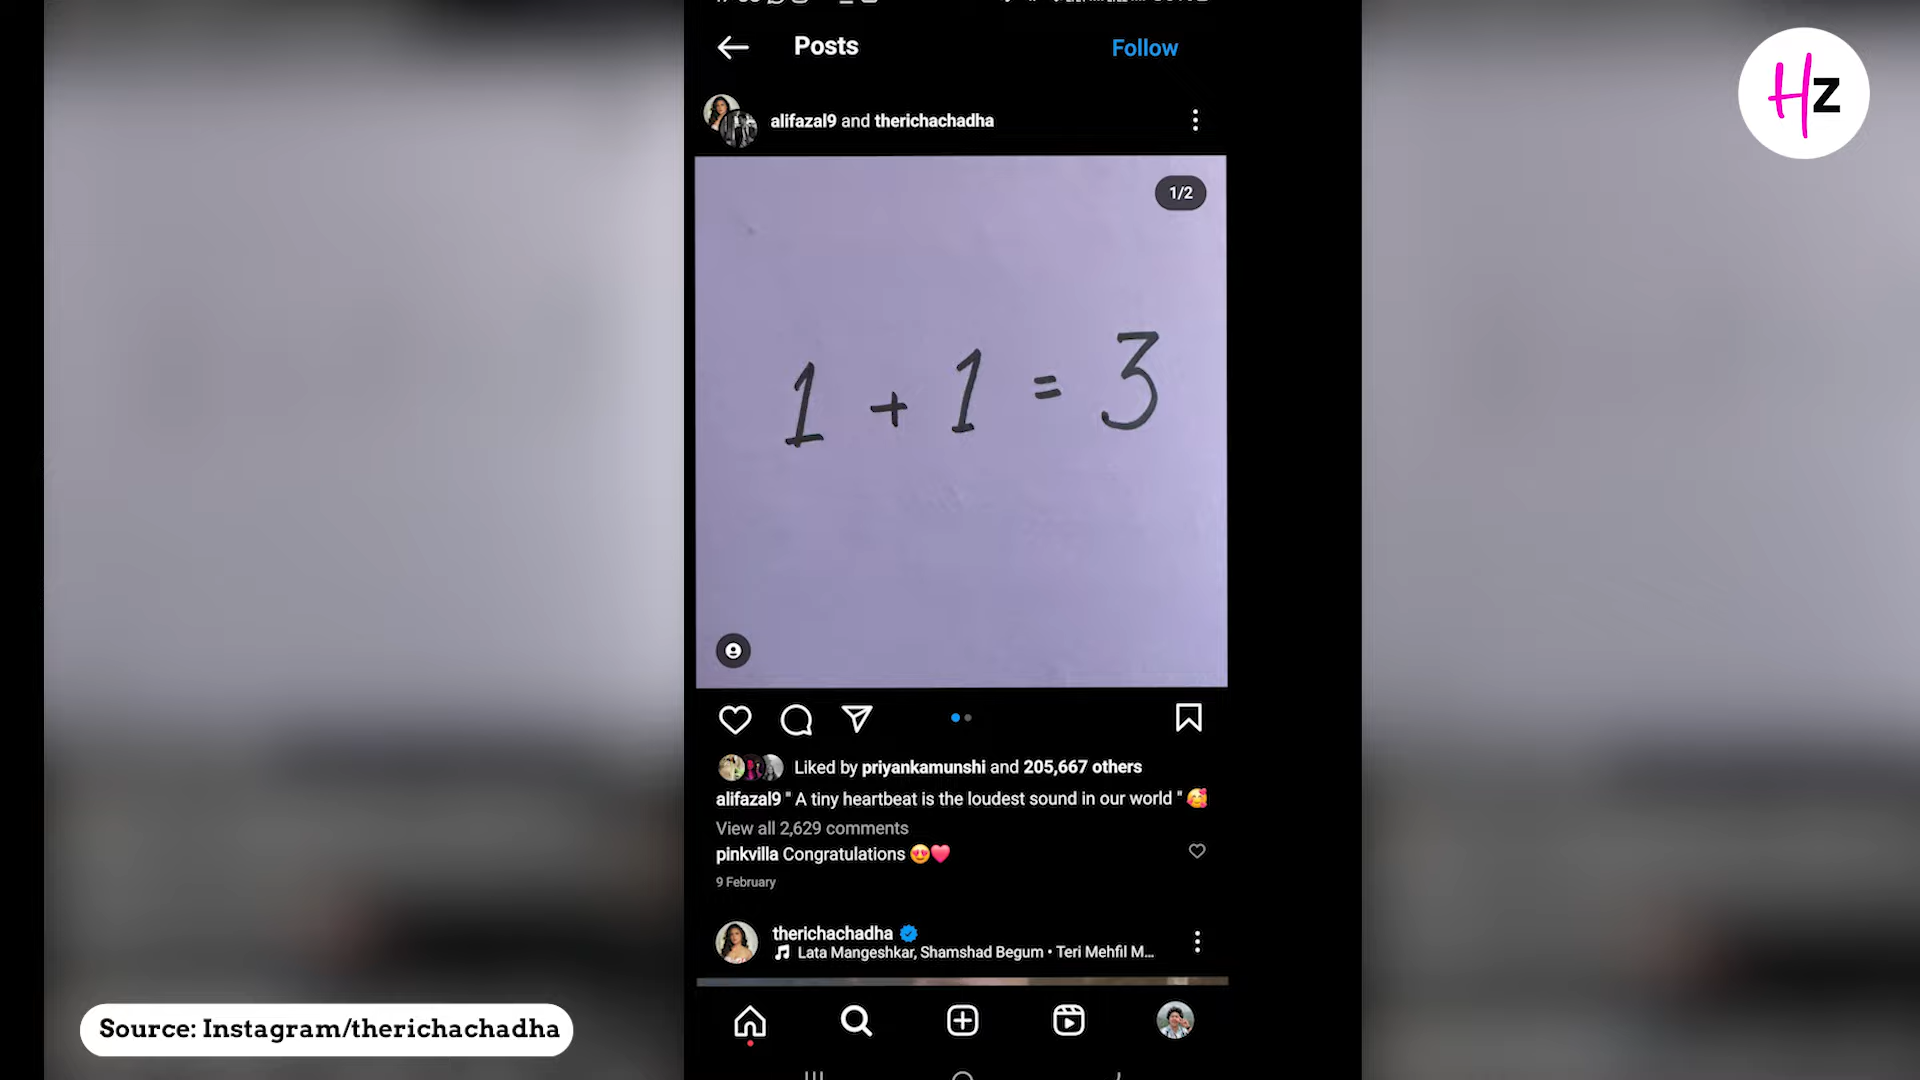 Posts
Follow
alifazal9 and therichachadha
1/2
1 + 1 = 3
Liked by priyankamunshi and 205,667 others
alifazal9 " A tiny heartbeat is the loudest sound in our world " 🥰
View all 2,629 comments
pinkvilla Congratulations 😍❤️
9 February
therichachadha
Lata Mangeshkar, Shamshad Begum • Teri Mehfil M...
Source: Instagram/therichachadha
Hz